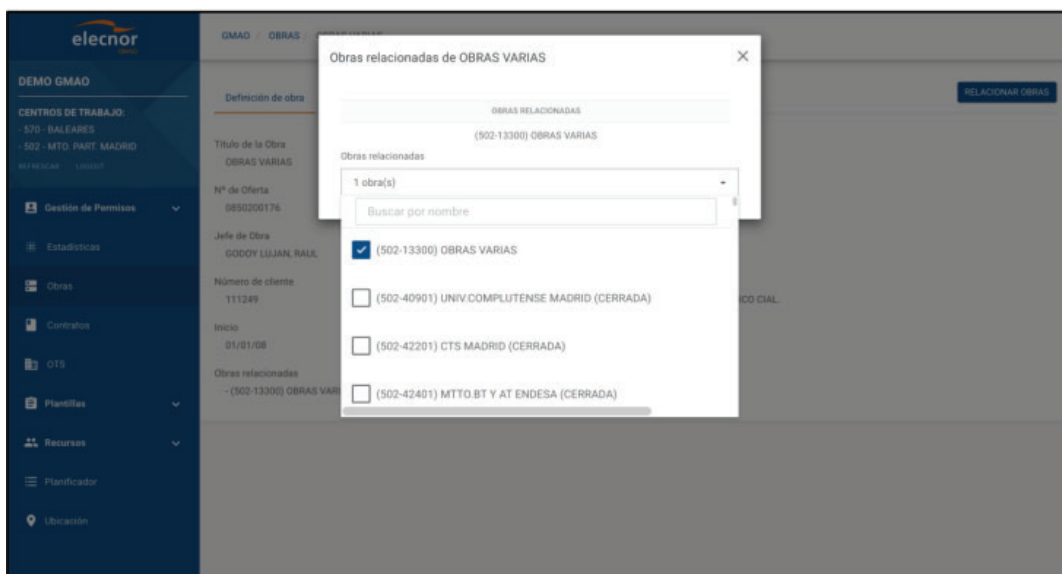 elecnor
DEMO GMAO
CENTROS DE TRABAJO:
- 570 - BALEARES
- 502 - MTO. PART. MADRID
REFRESCAR LOGOUT
Gestión de Permisos
Estadísticas
Obras
Contratos
OTS
Plantillas
Recursos
Planificador
Ubicación
GMAO / OBRAS / OBRAS VARIAS
Definición de obra
RELACIONAR OBRAS
Título de la Obra
OBRAS VARIAS
Nº de Oferta
0850200176
Jefe de Obra
GODOY LUJAN, RAUL
Número de cliente
111249
CO CIAL.
Inicio
01/01/08
Obras relacionadas
- (502-13300) OBRAS VARI
Obras relacionadas de OBRAS VARIAS
OBRAS RELACIONADAS
(502-13300) OBRAS VARIAS
Obras relacionadas
1 obra(s)
Buscar por nombre
(502-13300) OBRAS VARIAS
(502-40901) UNIV.COMPLUTENSE MADRID (CERRADA)
(502-42201) CTS MADRID (CERRADA)
(502-42401) MTTO.BT Y AT ENDESA (CERRADA)